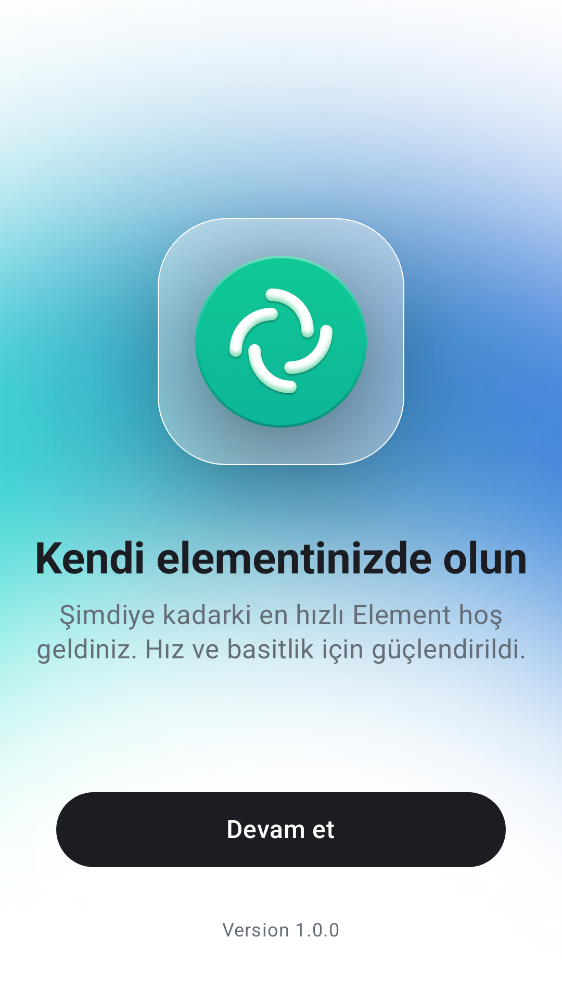 Kendi elementinizde olun
Şimdiye kadarki en hızlı Element hoş
geldiniz. Hız ve basitlik için güçlendirildi.
Devam et
Version 1.0.0